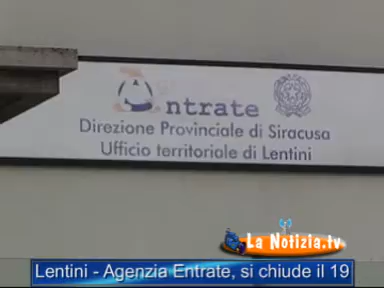 ntrate
Direzione Provinciale di Siracusa
Ufficio territoriale di Lentini
La Notizia.tv
Lentini - Agenzia Entrate, si chiude il 19